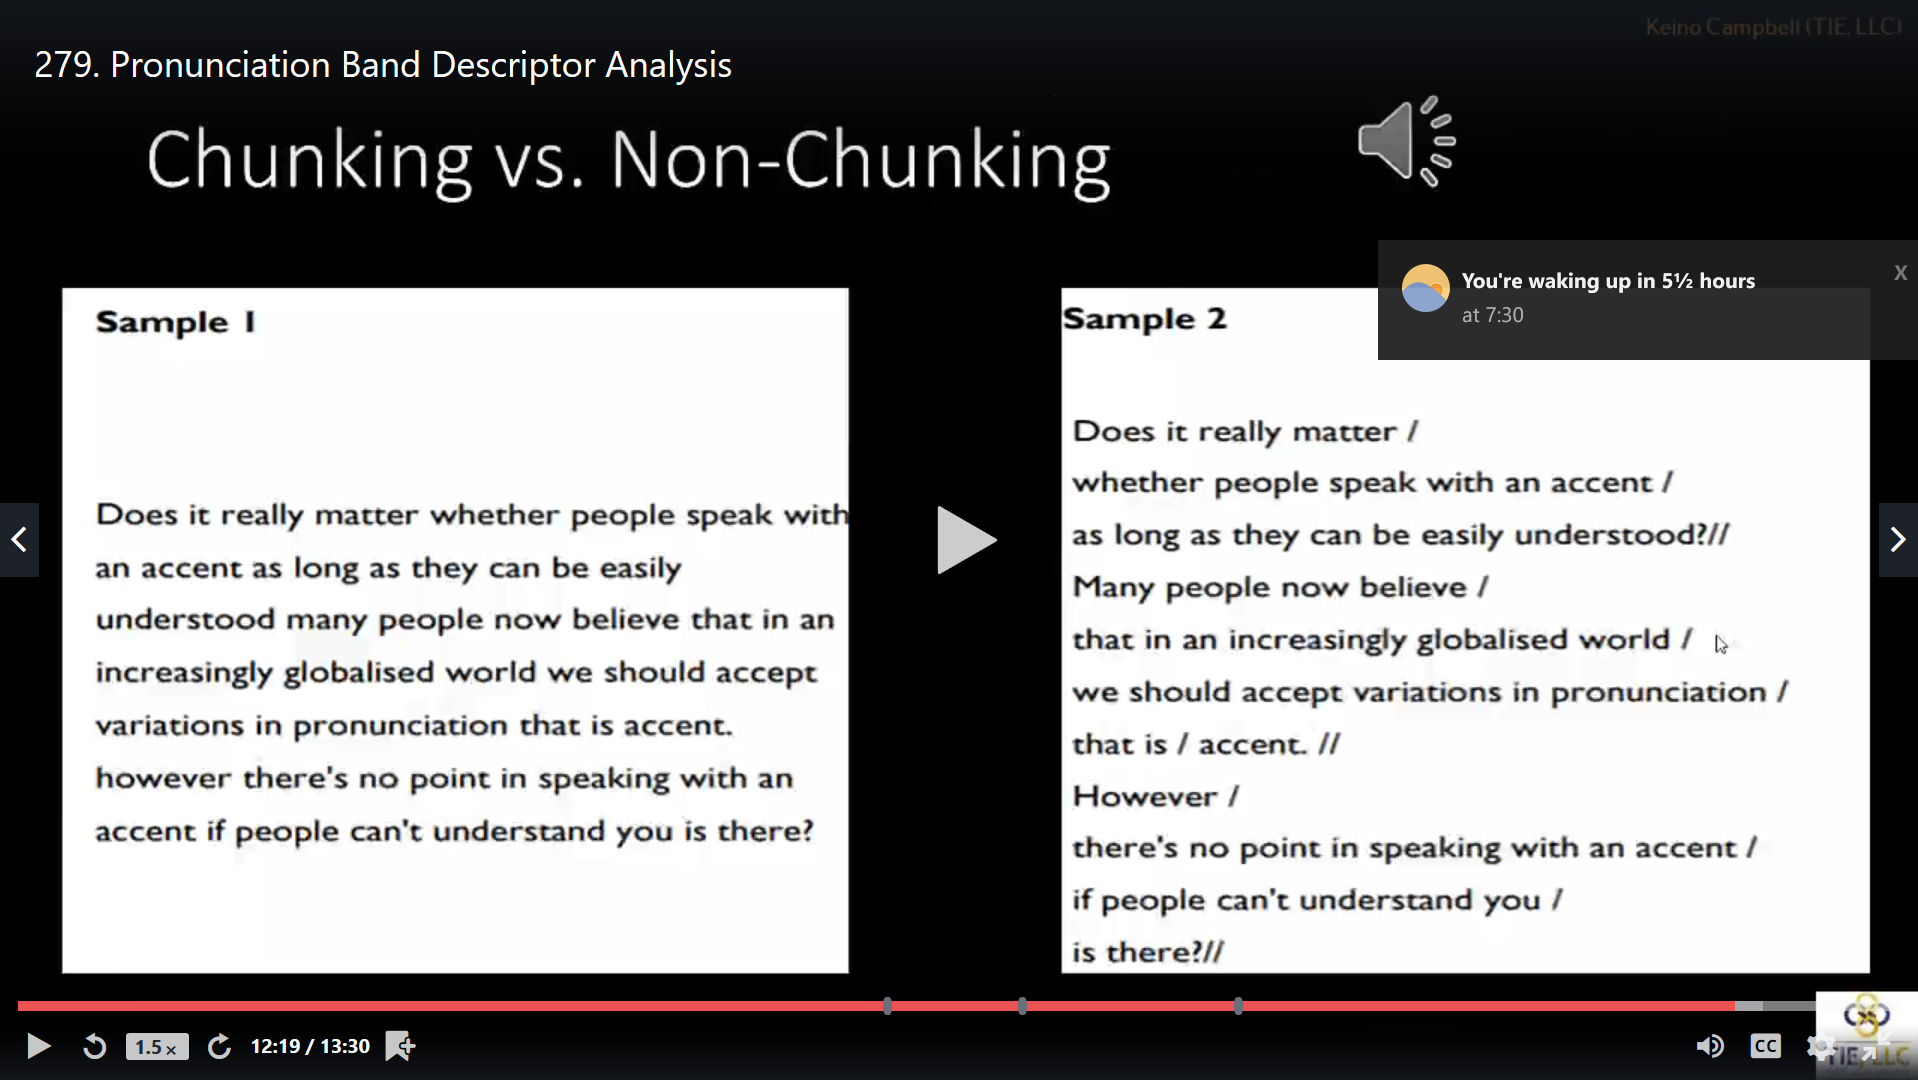 Keino Campbell (TIE, LLC)
279. Pronunciation Band Descriptor Analysis
Chunking vs. Non-Chunking
You're waking up in 5½ hours
at 7:30
X
Sample 1
Does it really matter whether people speak with
an accent as long as they can be easily
understood many people now believe that in an
increasingly globalised world we should accept
variations in pronunciation that is accent.
however there's no point in speaking with an
accent if people can't understand you is there?
Sample 2
Does it really matter /
whether people speak with an accent /
as long as they can be easily understood?//
Many people now believe /
that in an increasingly globalised world /
we should accept variations in pronunciation /
that is / accent. //
However /
there's no point in speaking with an accent /
if people can't understand you /
is there?//
1.5 x
12:19 / 13:30
CC
TIE, LLC